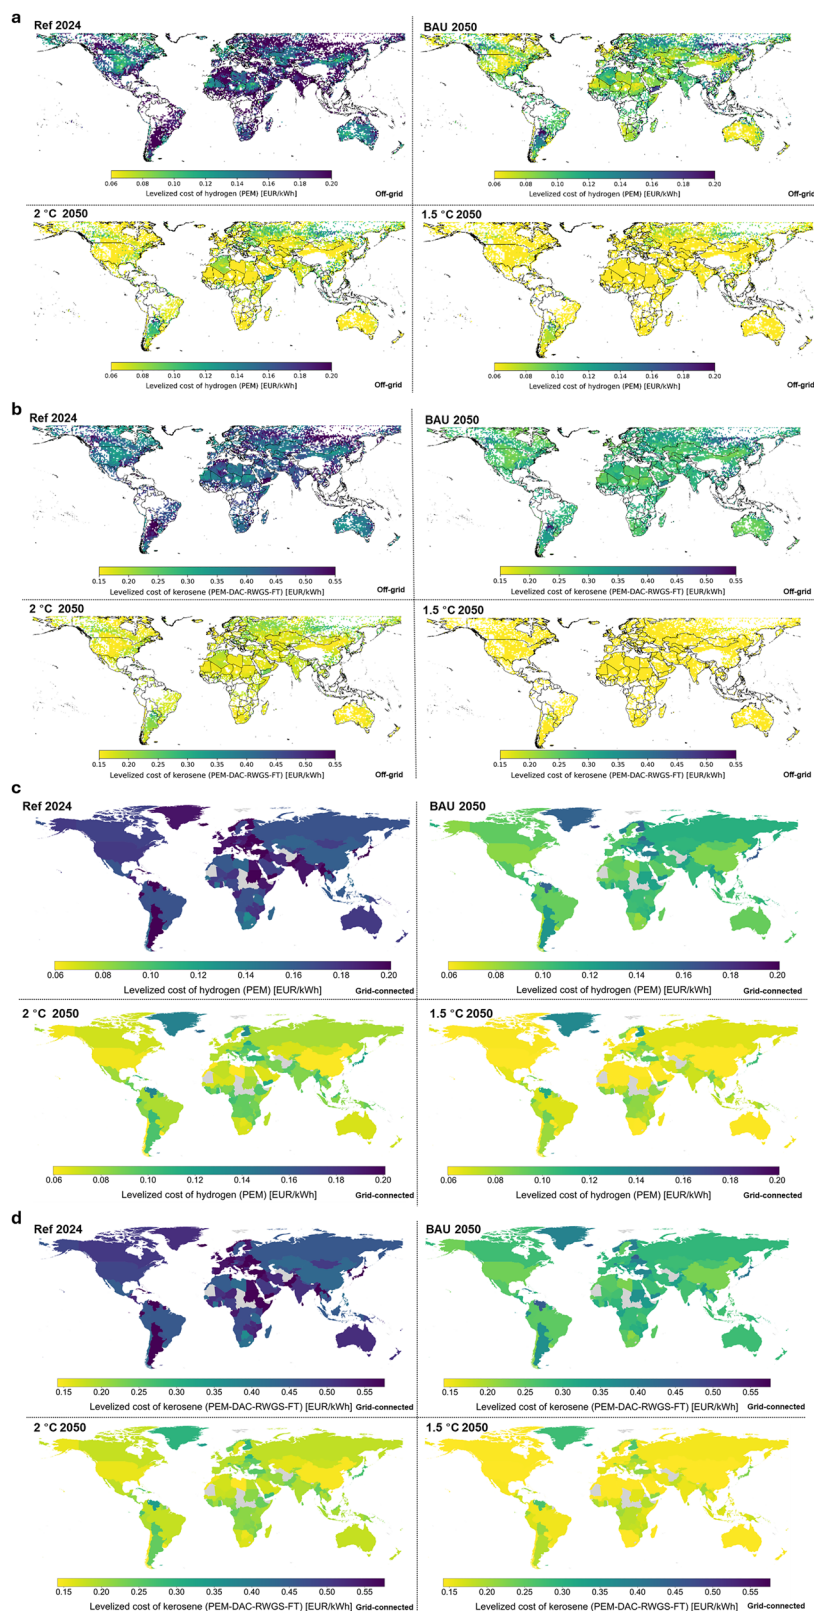 a
Ref 2024
BAU 2050
0.06 0.08 0.10 0.12 0.14 0.16 0.18 0.20
Levelized cost of hydrogen (PEM) [EUR/kWh]
Off-grid
0.06 0.08 0.10 0.12 0.14 0.16 0.18 0.20
Levelized cost of hydrogen (PEM) [EUR/kWh]
Off-grid
2 °C 2050
1.5 °C 2050
0.06 0.08 0.10 0.12 0.14 0.16 0.18 0.20
Levelized cost of hydrogen (PEM) [EUR/kWh]
Off-grid
0.06 0.08 0.10 0.12 0.14 0.16 0.18 0.20
Levelized cost of hydrogen (PEM) [EUR/kWh]
Off-grid
b
Ref 2024
BAU 2050
0.15 0.20 0.25 0.30 0.35 0.40 0.45 0.50 0.55
Levelized cost of kerosene (PEM-DAC-RWGS-FT) [EUR/kWh]
Off-grid
0.15 0.20 0.25 0.30 0.35 0.40 0.45 0.50 0.55
Levelized cost of kerosene (PEM-DAC-RWGS-FT) [EUR/kWh]
Off-grid
2 °C 2050
1.5 °C 2050
0.15 0.20 0.25 0.30 0.35 0.40 0.45 0.50 0.55
Levelized cost of kerosene (PEM-DAC-RWGS-FT) [EUR/kWh]
Off-grid
0.15 0.20 0.25 0.30 0.35 0.40 0.45 0.50 0.55
Levelized cost of kerosene (PEM-DAC-RWGS-FT) [EUR/kWh]
Off-grid
c
Ref 2024
BAU 2050
0.06 0.08 0.10 0.12 0.14 0.16 0.18 0.20
Levelized cost of hydrogen (PEM) [EUR/kWh]
Grid-connected
0.06 0.08 0.10 0.12 0.14 0.16 0.18 0.20
Levelized cost of hydrogen (PEM) [EUR/kWh]
Grid-connected
2 °C 2050
1.5 °C 2050
0.06 0.08 0.10 0.12 0.14 0.16 0.18 0.20
Levelized cost of hydrogen (PEM) [EUR/kWh]
Grid-connected
0.06 0.08 0.10 0.12 0.14 0.16 0.18 0.20
Levelized cost of hydrogen (PEM) [EUR/kWh]
Grid-connected
d
Ref 2024
BAU 2050
0.15 0.20 0.25 0.30 0.35 0.40 0.45 0.50 0.55
Levelized cost of kerosene (PEM-DAC-RWGS-FT) [EUR/kWh]
Grid-connected
0.15 0.20 0.25 0.30 0.35 0.40 0.45 0.50 0.55
Levelized cost of kerosene (PEM-DAC-RWGS-FT) [EUR/kWh]
Grid-connected
2 °C 2050
1.5 °C 2050
0.15 0.20 0.25 0.30 0.35 0.40 0.45 0.50 0.55
Levelized cost of kerosene (PEM-DAC-RWGS-FT) [EUR/kWh]
Grid-connected
0.15 0.20 0.25 0.30 0.35 0.40 0.45 0.50 0.55
Levelized cost of kerosene (PEM-DAC-RWGS-FT) [EUR/kWh]
Grid-connected